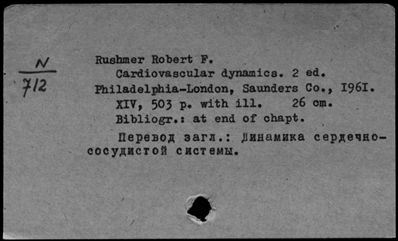 N
712
Rushmer Robert F.
Cardiovascular dynamics. 2 ed.
Philadelphia-London, Saunders Co., 1961.
XIV, 503 p. with ill. 26 cm.
Bibliogr.: at end of chapt.
Перевод загл.: Динамика сердечно-
сосудистой системы.